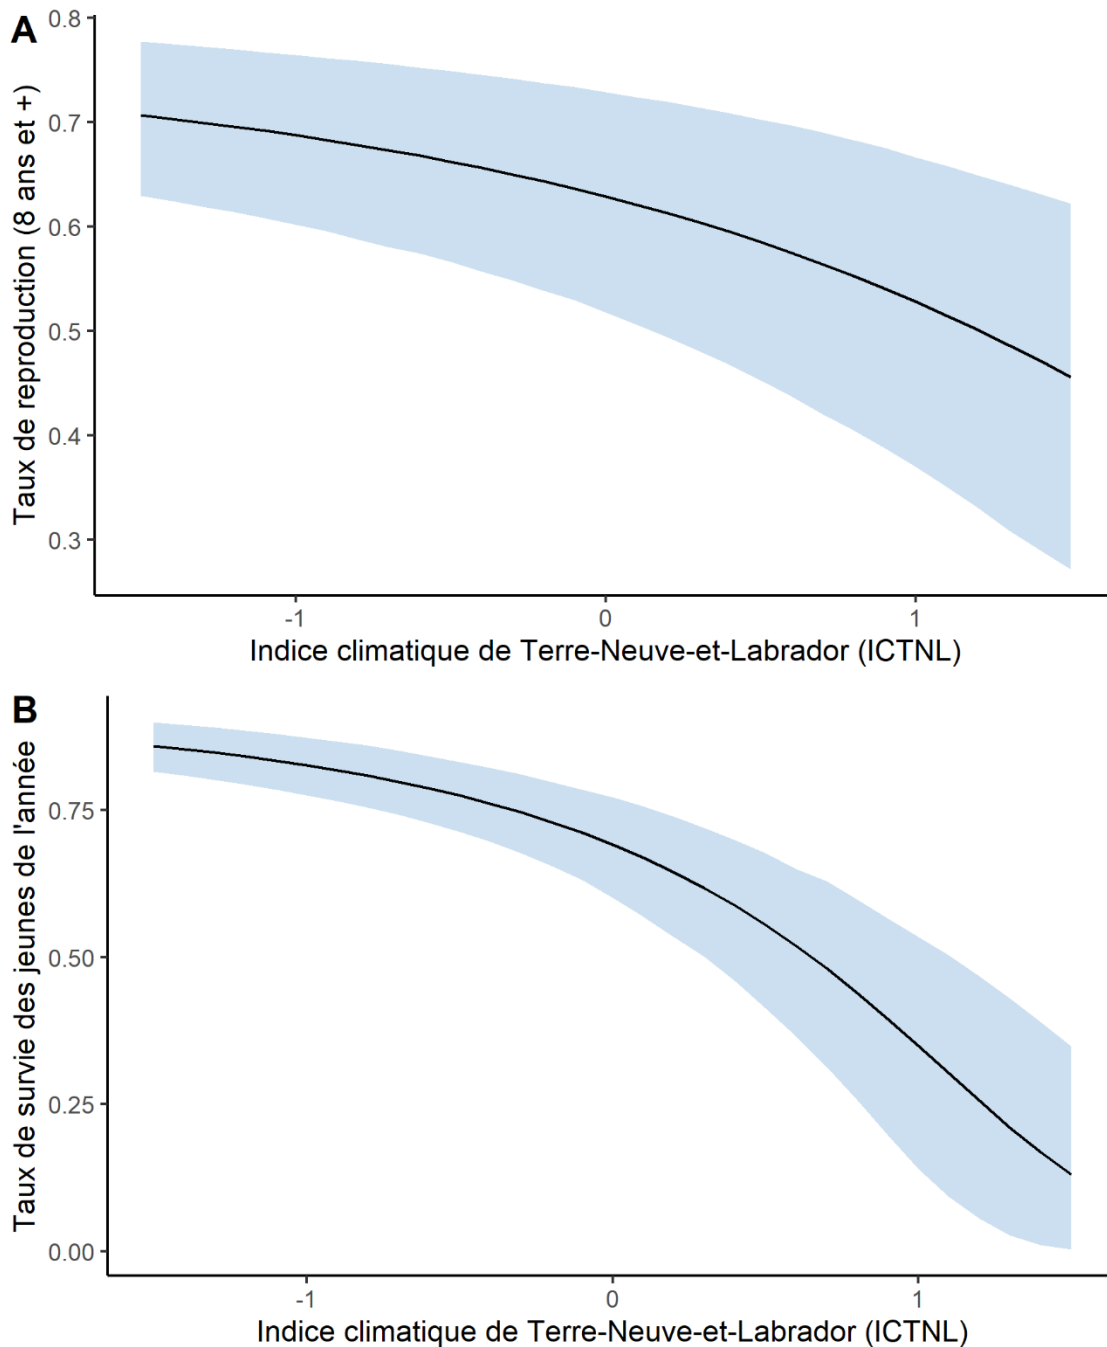 A
Taux de reproduction (8 ans et +)
0.8
0.7
0.6
0.5
0.4
0.3
-1
0
1
Indice climatique de Terre-Neuve-et-Labrador (ICTNL)
B
Taux de survie des jeunes de l'année
0.75
0.50
0.25
0.00
-1
0
1
Indice climatique de Terre-Neuve-et-Labrador (ICTNL)